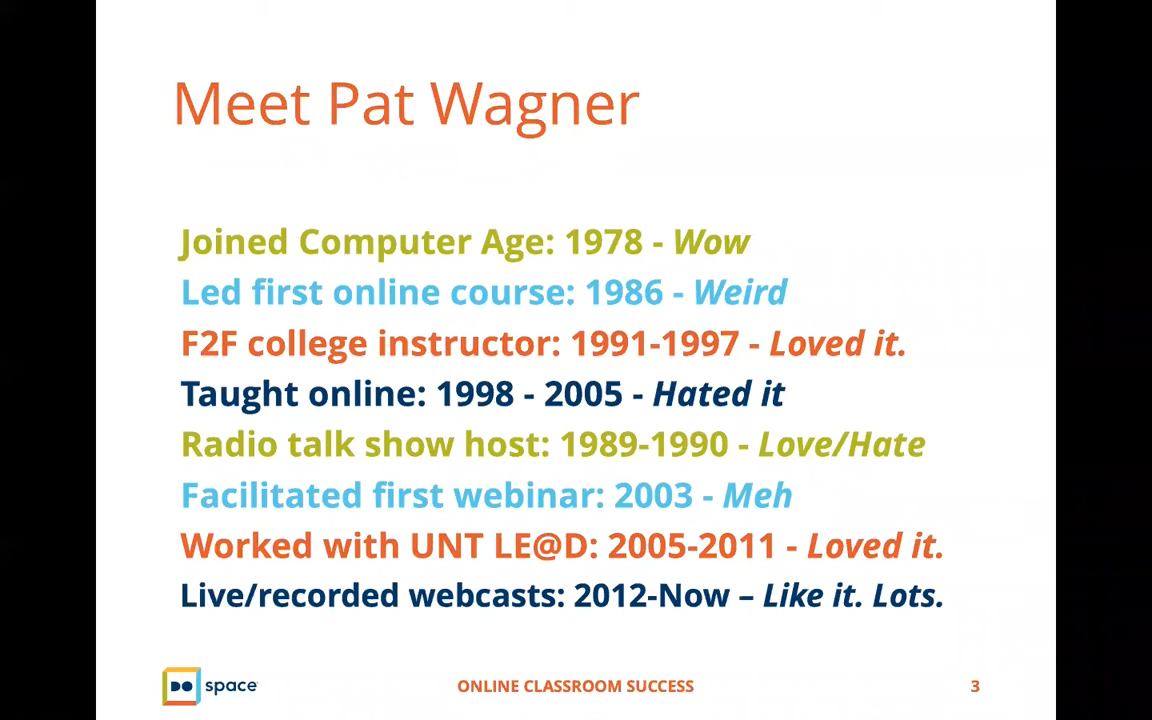 Meet Pat Wagner
Joined Computer Age: 1978 - Wow
Led first online course: 1986 - Weird
F2F college instructor: 1991-1997 - Loved it.
Taught online: 1998 - 2005 - Hated it
Radio talk show host: 1989-1990 - Love/Hate
Facilitated first webinar: 2003 - Meh
Worked with UNT LE@D: 2005-2011 - Loved it.
Live/recorded webcasts: 2012-Now – Like it. Lots.
DO space
ONLINE CLASSROOM SUCCESS
3